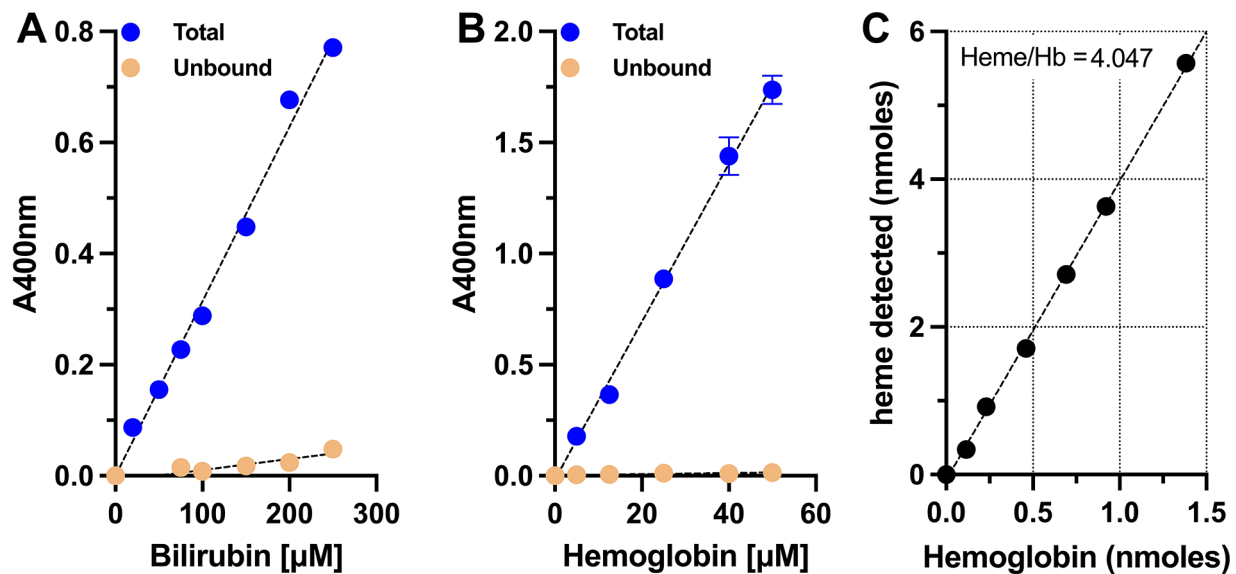 A
0.8
0.6
0.4
0.2
0.0
A400nm
Total
Unbound
0
100
200
300
Bilirubin [µM]
B
2.0
1.5
1.0
0.5
0.0
A400nm
Total
Unbound
0
20
40
60
Hemoglobin [µM]
C
6
4
2
0
heme detected (nmoles)
Heme/Hb = 4.047
0.0
0.5
1.0
1.5
Hemoglobin (nmoles)